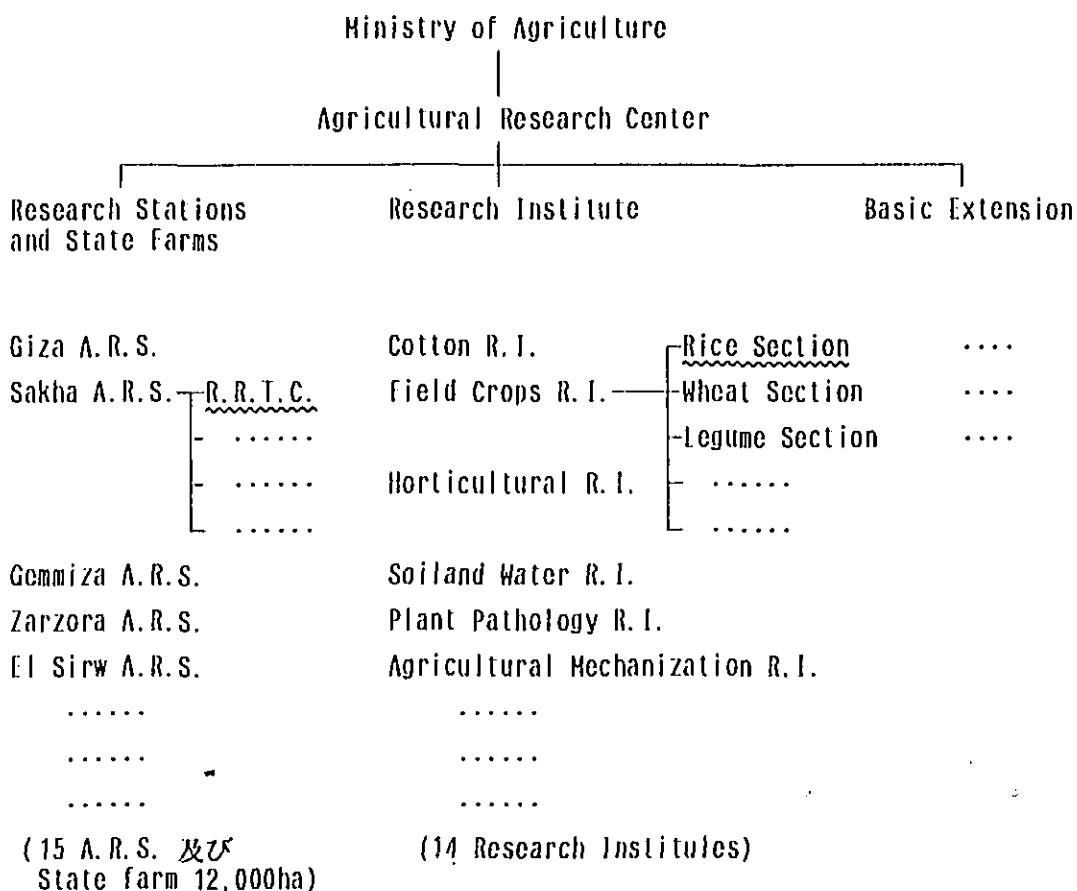 Ministry of Agriculture
Agricultural Research Center
Research Stations and State Farms
Research Institute
Basic Extension
Giza A.R.S.
Cotton R.I.
Rice Section
....
Sakha A.R.S.
R.R.T.C.
Field Crops R.I.
Wheat Section
....
......
Legume Section
....
......
Horticultural R.I.
......
......
......
Gemmiza A.R.S.
Soiland Water R.I.
Zarzora A.R.S.
Plant Pathology R.I.
El Sirw A.R.S.
Agricultural Mechanization R.I.
......
......
......
......
......
......
(15 A.R.S. 及び
State farm 12,000ha)
(14 Research Institutes)